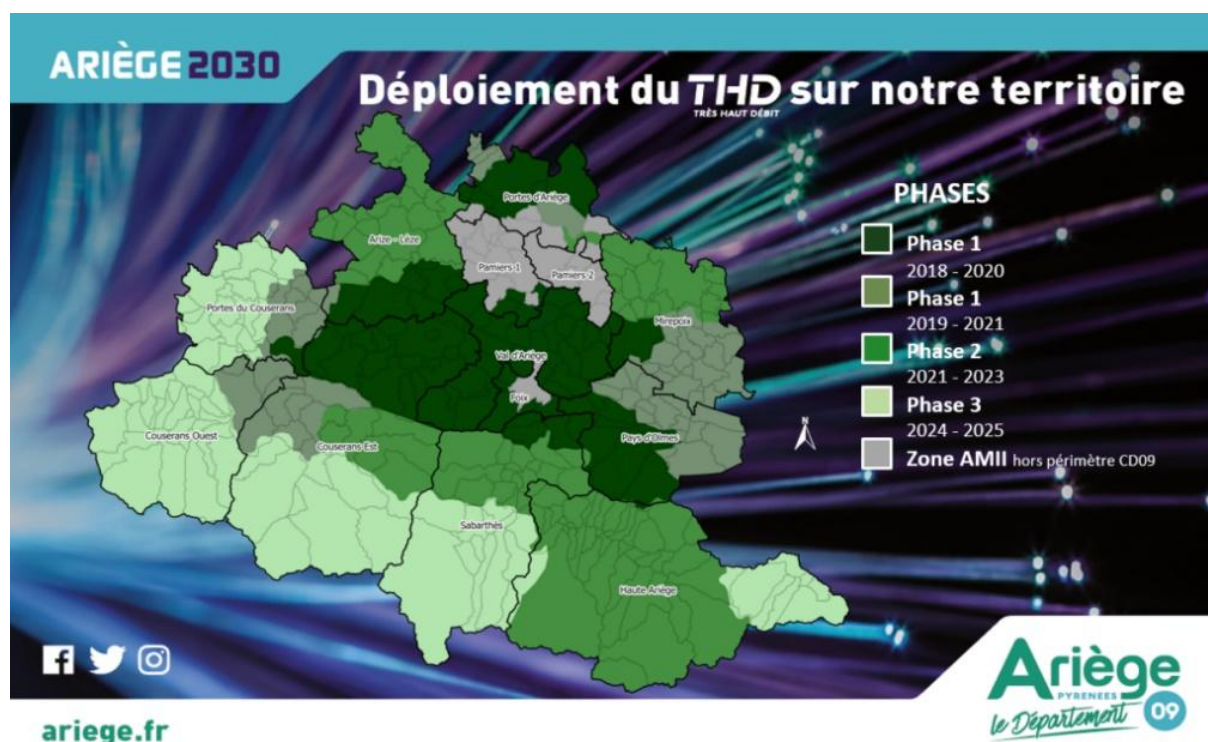 ARIÈGE 2030
Déploiement du THD sur notre territoire
TRÈS HAUT DÉBIT
Portes d'Ariège
Arize - Lèze
Pamiers 1
Pamiers 2
Portes du Couserans
Mirepoix
Val d'Ariège
Foix
Couserans Ouest
Couserans Est
Pays d'Olmes
Sabarthès
Haute Ariège
N
PHASES
Phase 1
2018 - 2020
Phase 1
2019 - 2021
Phase 2
2021 - 2023
Phase 3
2024 - 2025
Zone AMII hors périmètre CD09
ariege.fr
Ariège
PYRENEES
le Département 09